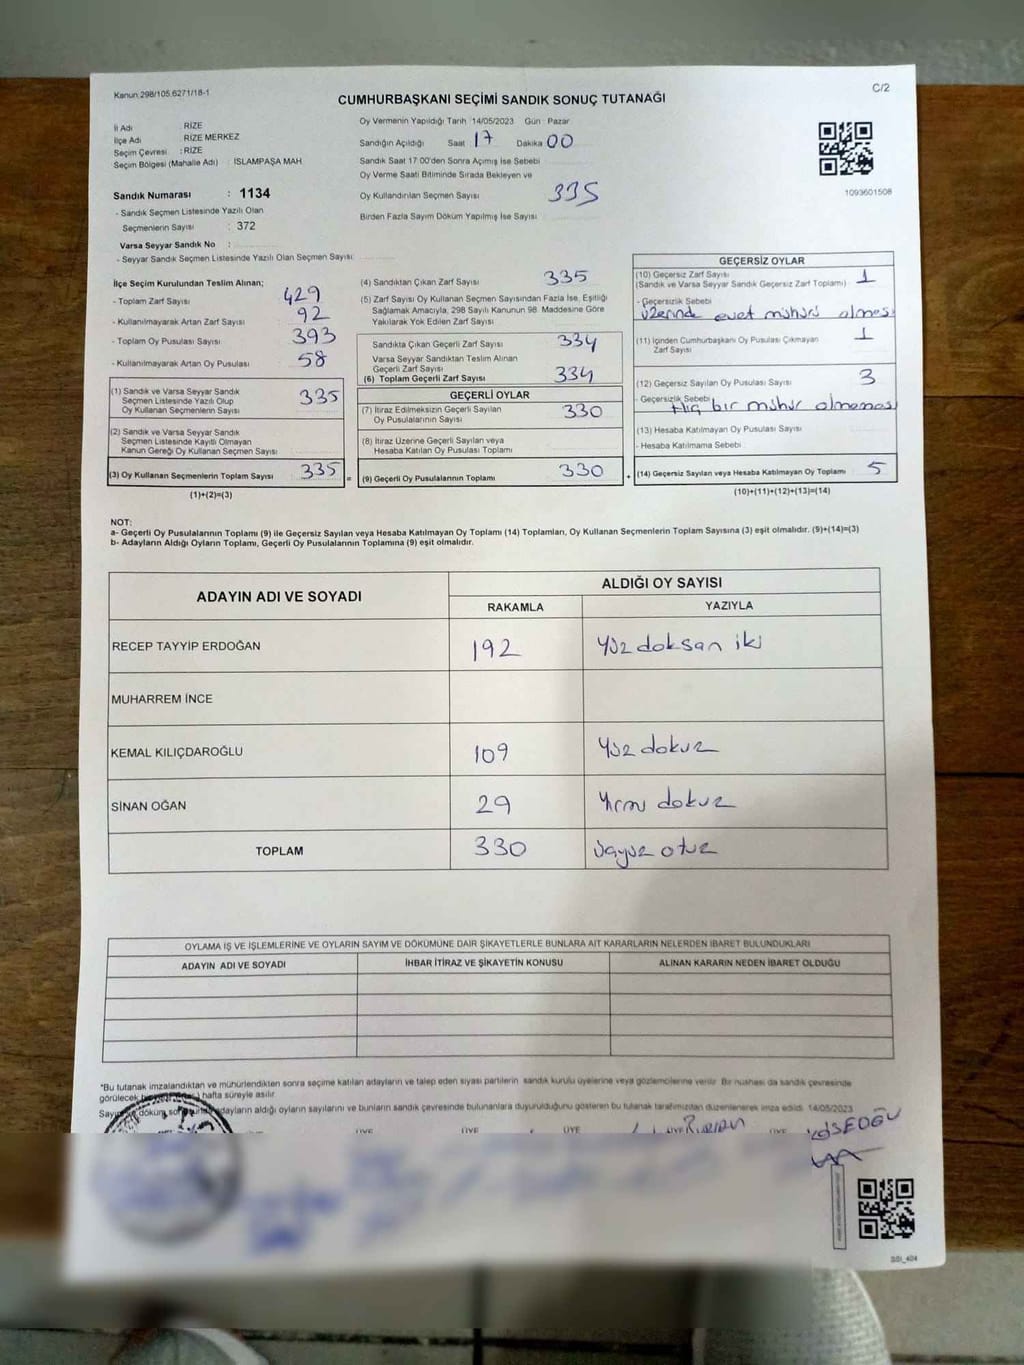 Kanun 298/105,6271/18-1
C/2
CUMHURBAŞKANI SEÇİMİ SANDIK SONUÇ TUTANAĞI
İl Adı : RİZE
İlçe Adı RİZE MERKEZ
Seçim Çevresi : RİZE
Seçim Bölgesi (Mahalle Adı) : İSLAMPAŞA MAH.
Sandık Numarası : 1134
- Sandık Seçmen Listesinde Yazılı Olan
Seçmenlerin Sayısı : 372
Varsa Seyyar Sandık No :
- Seyyar Sandık Seçmen Listesinde Yazılı Olan Seçmen Sayısı:
Oy Vermenin Yapıldığı Tarih 14/05/2023 Gün : Pazar
Sandığın Açıldığı Saat 17 Dakika 00
Sandık Saat 17:00'den Sonra Açımış İse Sebebi
Oy Verme Saati Bitiminde Sırada Bekleyen ve
Oy Kullandırılan Seçmen Sayısı 335
Birden Fazla Sayım Döküm Yapılmış İse Sayısı
1093601508
İlçe Seçim Kurulundan Teslim Alınan;
- Toplam Zarf Sayısı 429
- Kullanılmayarak Artan Zarf Sayısı 92
- Toplam Oy Pusulası Sayısı 393
- Kullanılmayarak Artan Oy Pusulası 58
(1) Sandık ve Varsa Seyyar Sandık
Seçmen Listesinde Yazılı Olup
Oy Kullanan Seçmenlerin Sayısı 335
(2) Sandık ve Varsa Seyyar Sandık
Seçmen Listesinde Kayıtlı Olmayan
Kanun Gereği Oy Kullanan Seçmen Sayısı
(3) Oy Kullanan Seçmenlerin Toplam Sayısı 335
(1)+(2)=(3)
(4) Sandıktan Çıkan Zarf Sayısı 335
(5) Zarf Sayısı Oy Kullanan Seçmen Sayısından Fazla İse, Eşitliği
Sağlamak Amacıyla, 298 Sayılı Kanunun 98. Maddesine Göre
Yakılarak Yok Edilen Zarf Sayısı
Sandıkta Çıkan Geçerli Zarf Sayısı 334
Varsa Seyyar Sandıktan Teslim Alınan
Geçerli Zarf Sayısı
(6) Toplam Geçerli Zarf Sayısı 334
GEÇERLİ OYLAR
(7) İtiraz Edilmeksizin Geçerli Sayılan
Oy Pusulalarının Sayısı 330
(8) İtiraz Üzerine Geçerli Sayılan veya
Hesaba Katılan Oy Pusulası Toplamı
= (9) Geçerli Oy Pusulalarının Toplamı 330 +
GEÇERSİZ OYLAR
(10) Geçersiz Zarf Sayısı
(Sandık ve Varsa Seyyar Sandık Geçersiz Zarf Toplamı) 1
- Geçersizlik Sebebi
Üzerinde evet mühürü olması
(11) İçinden Cumhurbaşkanı Oy Pusulası Çıkmayan
Zarf Sayısı 1
(12) Geçersiz Sayılan Oy Pusulası Sayısı 3
- Geçersizlik Sebebi
Hiç bir mühür olmaması
(13) Hesaba Katılmayan Oy Pusulası Sayısı
- Hesaba Katılmama Sebebi
(14) Geçersiz Sayılan veya Hesaba Katılmayan Oy Toplamı 5
(10)+(11)+(12)+(13)=(14)
NOT:
a- Geçerli Oy Pusulalarının Toplamı (9) ile Geçersiz Sayılan veya Hesaba Katılmayan Oy Toplamı (14) Toplamları, Oy Kullanan Seçmenlerin Toplam Sayısına (3) eşit olmalıdır. (9)+(14)=(3)
b- Adayların Aldığı Oyların Toplamı, Geçerli Oy Pusulalarının Toplamına (9) eşit olmalıdır.
ADAYIN ADI VE SOYADI
ALDIĞI OY SAYISI
RAKAMLA YAZIYLA
RECEP TAYYİP ERDOĞAN 192 Yüz doksan iki
MUHARREM İNCE
KEMAL KILIÇDAROĞLU 109 Yüz dokuz
SİNAN OĞAN 29 Yirmi dokuz
TOPLAM 330 Üçyüz otuz
OYLAMA İŞ VE İŞLEMLERİNE VE OYLARIN SAYIM VE DÖKÜMÜNE DAİR ŞİKAYETLERLE BUNLARA AİT KARARLARIN NELERDEN İBARET BULUNDUKLARI
ADAYIN ADI VE SOYADI İHBAR İTİRAZ VE ŞİKAYETİN KONUSU ALINAN KARARIN NEDEN İBARET OLDUĞU
*Bu tutanak imzalandıktan ve mühürlendikten sonra seçime katılan adayların ve talep eden siyasi partilerin sandık kurulu üyelerine veya gözlemcilerine verilir. Bir nüshası da sandık çevresinde
görülecek hafta süreyle asılır.
Sayım döküm adayların aldığı oyların sayılarını ve bunların sandık çevresinde bulunanlara duyurulduğunu gösteren bu tutanak tarafımızdan düzenlenerek imza edildi. 14/05/2023
ÜYE ÜYE ÜYE ÜYE ÜYE
KÖSEOĞU
SSI_404